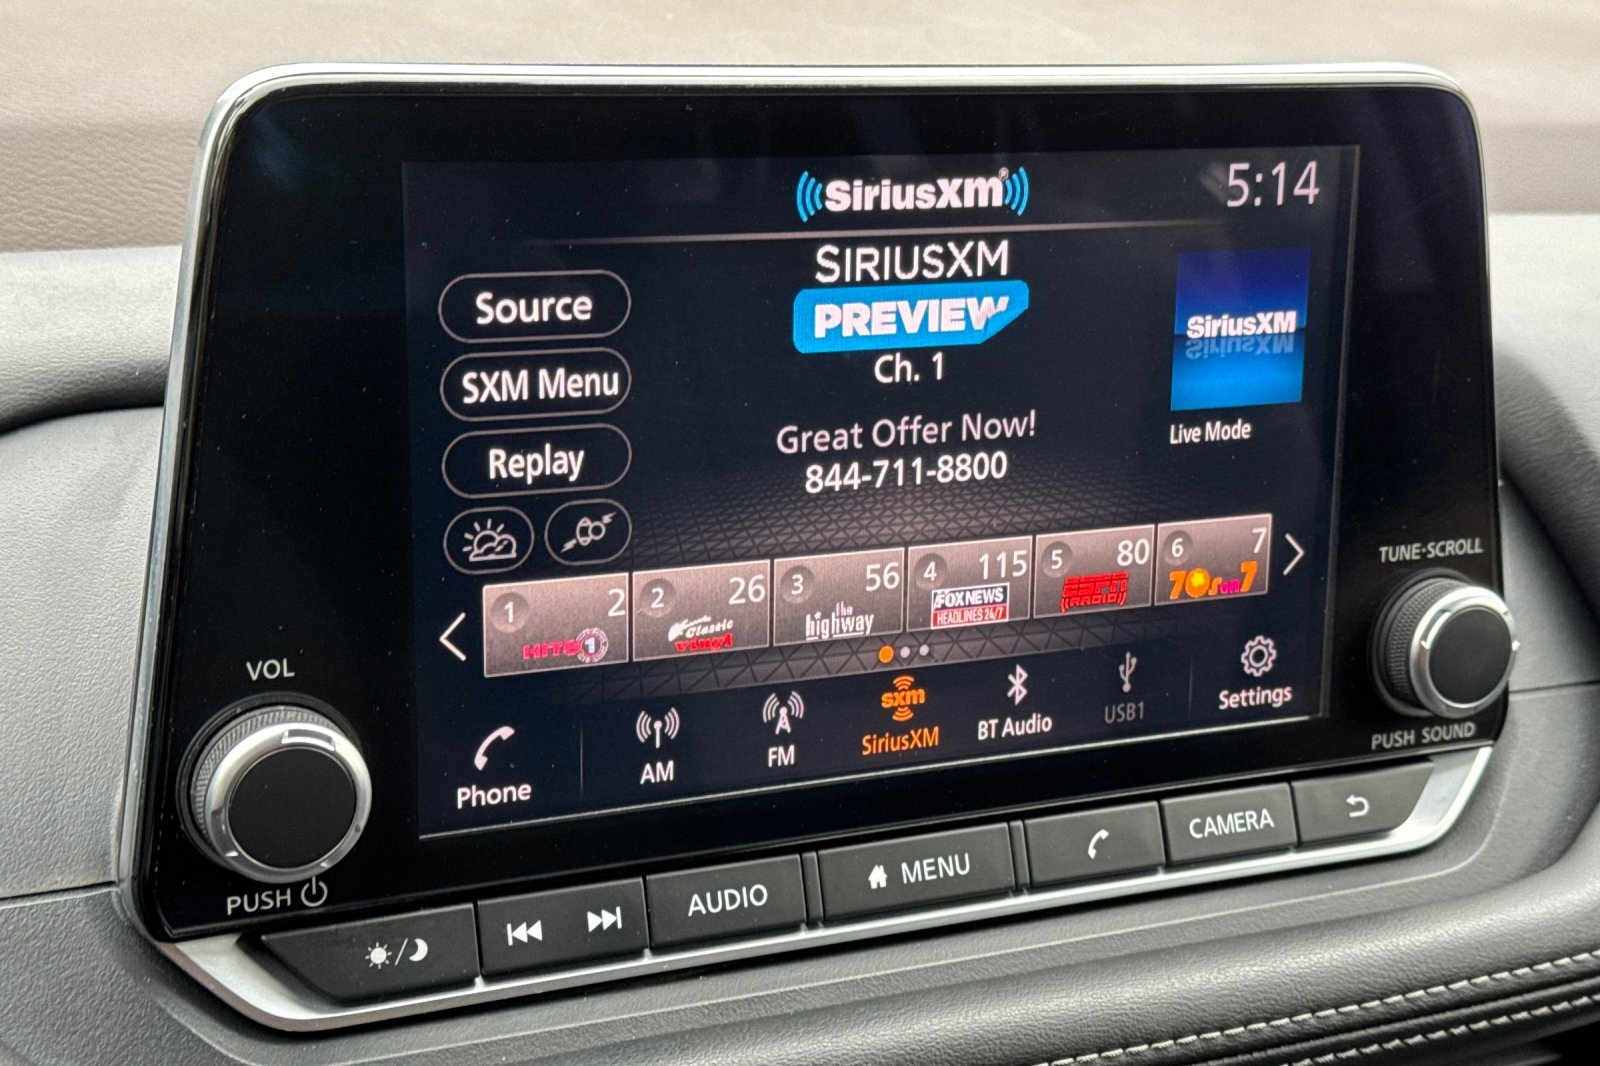 SiriusXM®
5:14
SIRIUSXM
PREVIEW
Ch. 1
Great Offer Now!
844-711-8800
Source
SXM Menu
Replay
SiriusXM
Live Mode
1 2
HITS 1
2 26
Classic
vinyl
3 56
the
highway
4 115
FOX NEWS
HEADLINES 24/7
5 80
ESPN
RADIO
6 7
70s on 7
Phone
AM
FM
sxm
SiriusXM
BT Audio
USB1
Settings
VOL
PUSH
TUNE·SCROLL
PUSH SOUND
AUDIO
MENU
CAMERA